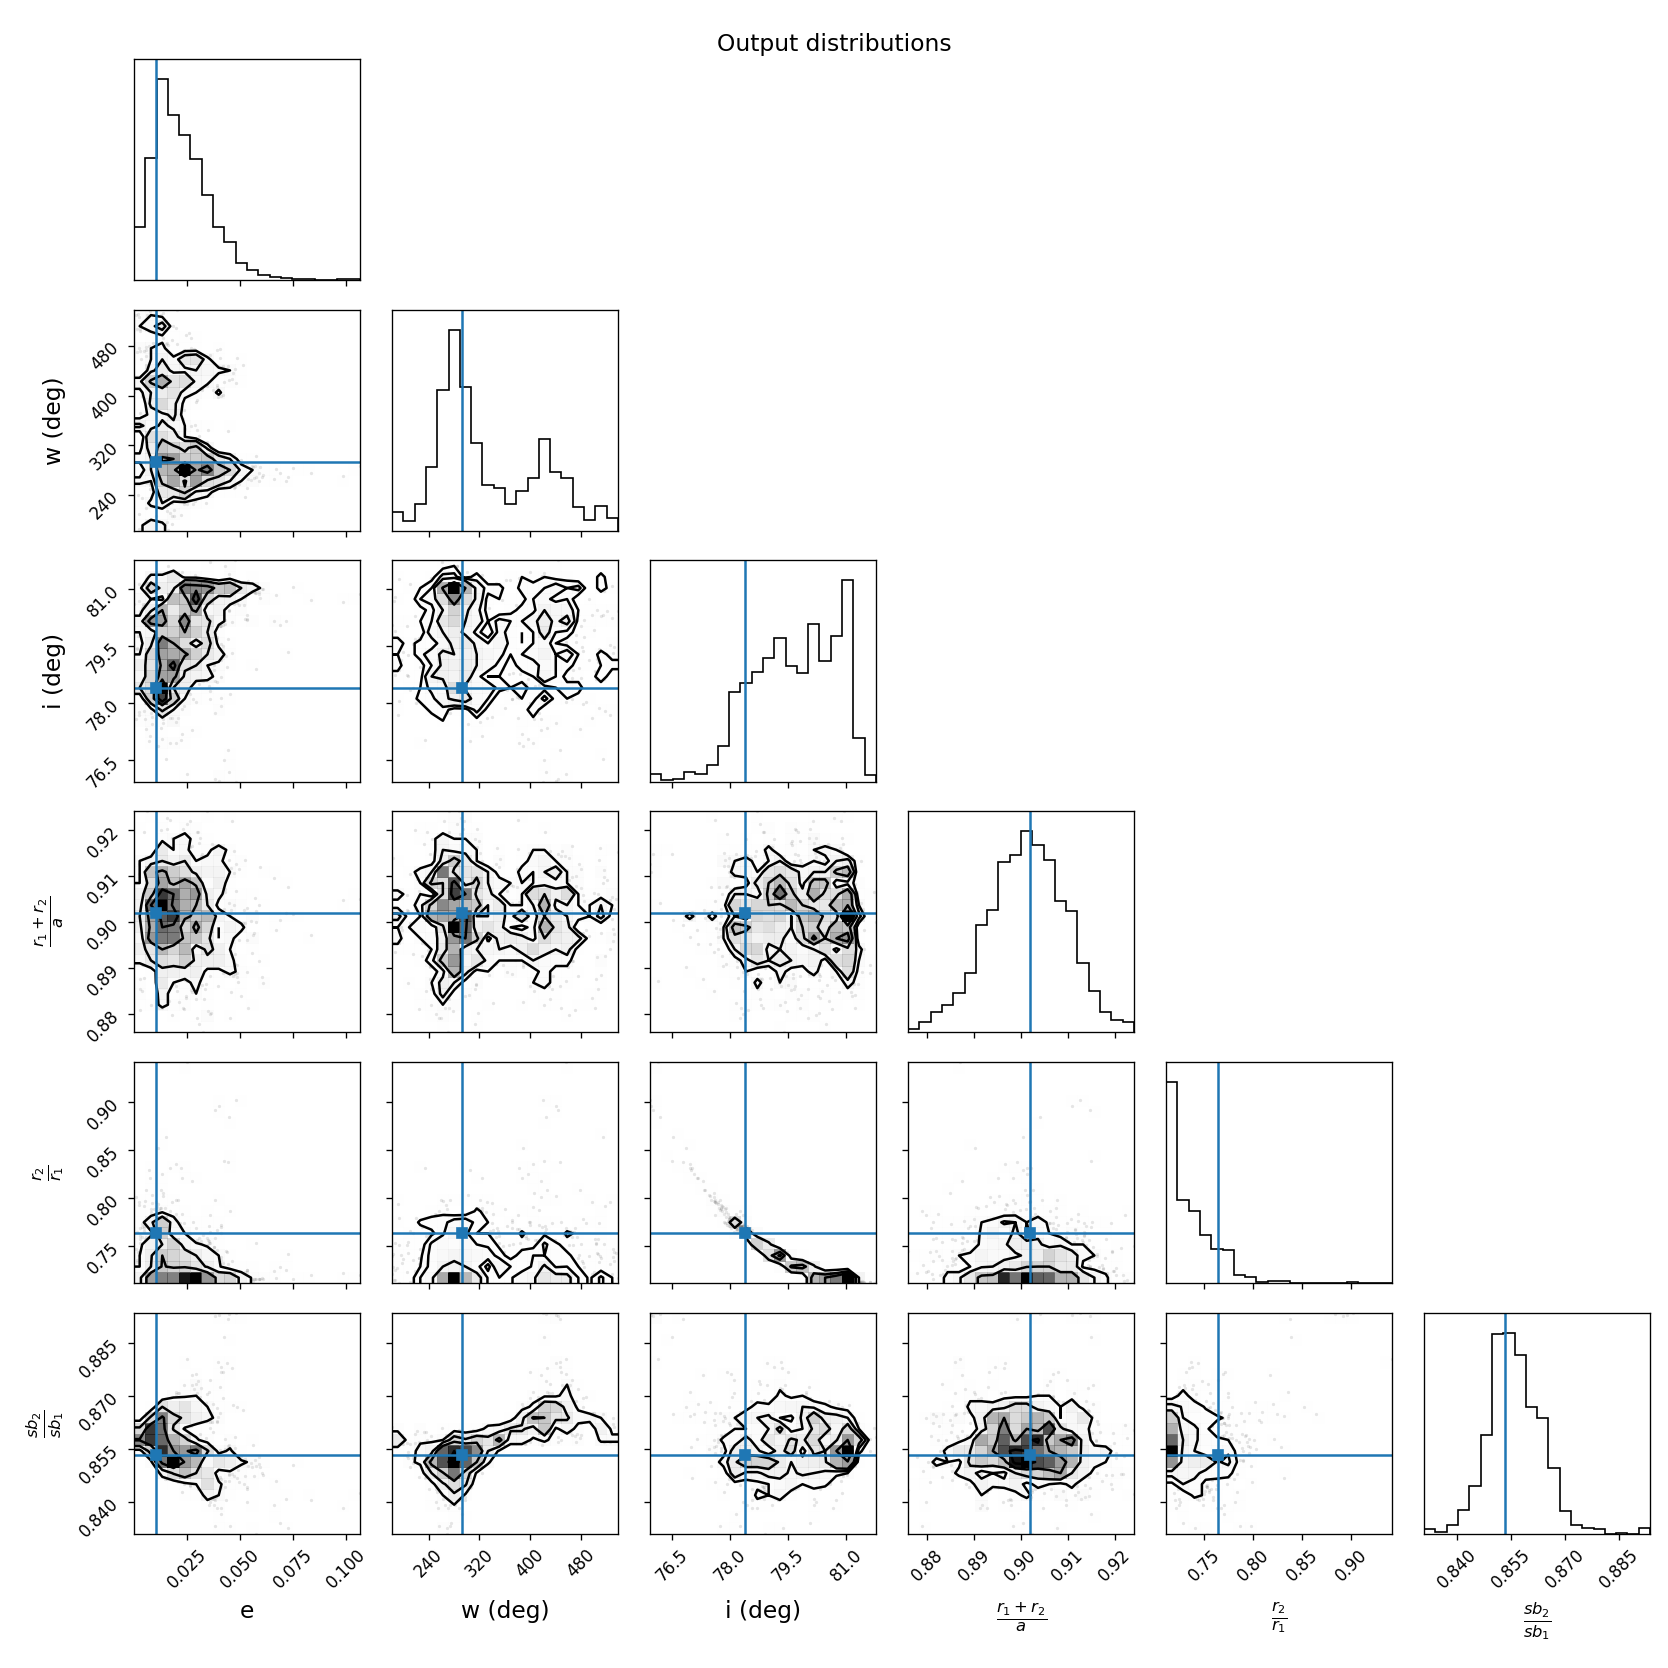 Output distributions
w (deg)
480
400
320
240
i (deg)
81.0
79.5
78.0
76.5
r₁ + r₂
a
0.92
0.91
0.90
0.89
0.88
r₂
r₁
0.90
0.85
0.80
0.75
sb₂
sb₁
0.885
0.870
0.855
0.840
0.025 0.050 0.075 0.100
240 320 400 480
76.5 78.0 79.5 81.0
0.88 0.89 0.90 0.91 0.92
0.75 0.80 0.85 0.90
0.840 0.855 0.870 0.885
e
w (deg)
i (deg)
r₁ + r₂
a
r₂
r₁
sb₂
sb₁